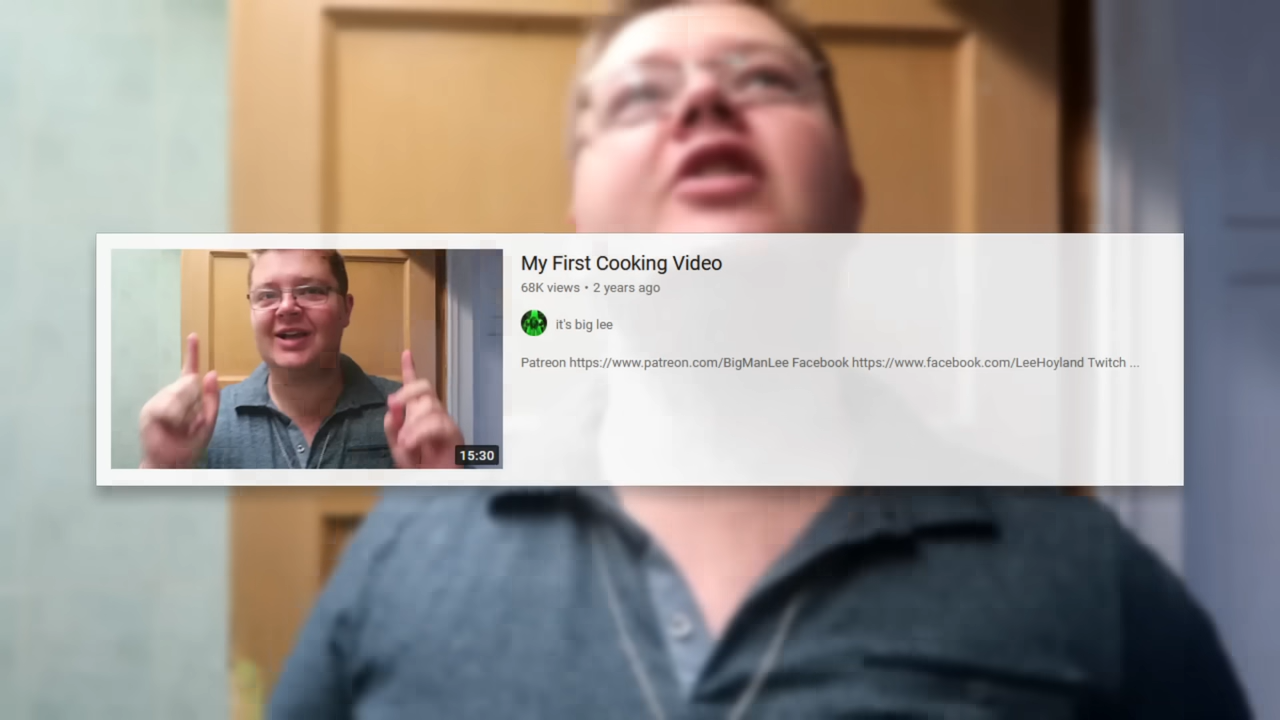 My First Cooking Video
68K views • 2 years ago
it's big lee
Patreon https://www.patreon.com/BigManLee Facebook https://www.facebook.com/LeeHoyland Twitch ...
15:30